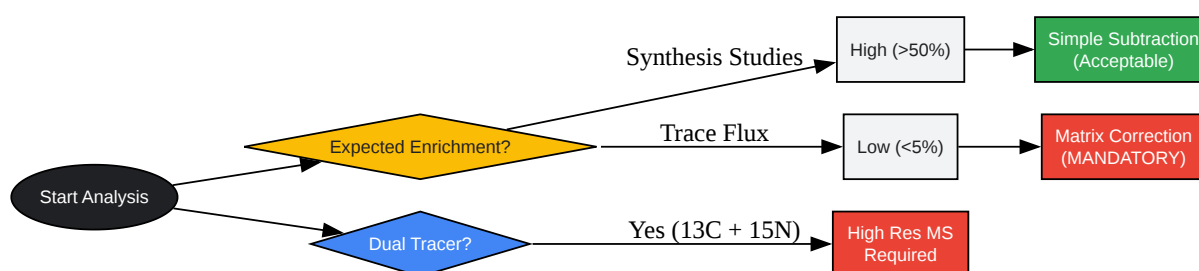 Synthesis Studies
High (>50%)
Simple Subtraction
(Acceptable)
Expected Enrichment?
Trace Flux
Low (<5%)
Matrix Correction
(MANDATORY)
Start Analysis
Dual Tracer?
Yes (13C + 15N)
High Res MS
Required